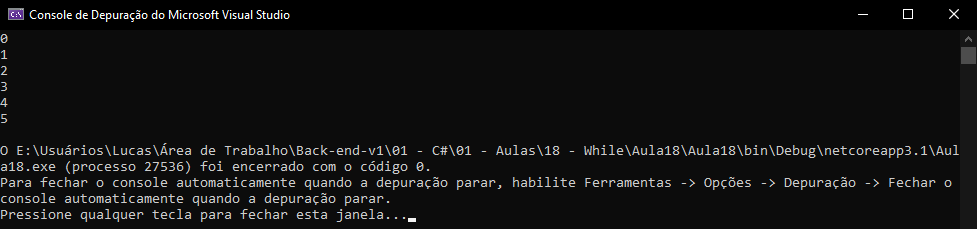 Console de Depuração do Microsoft Visual Studio
0
1
2
3
4
5
O E:\Usuários\Lucas\Área de Trabalho\Back-end-v1\01 - C#\01 - Aulas\18 - While\Aula18\Aula18\bin\Debug\netcoreapp3.1\Aul
a18.exe (processo 27536) foi encerrado com o código 0.
Para fechar o console automaticamente quando a depuração parar, habilite Ferramentas -> Opções -> Depuração -> Fechar o
console automaticamente quando a depuração parar.
Pressione qualquer tecla para fechar esta janela...